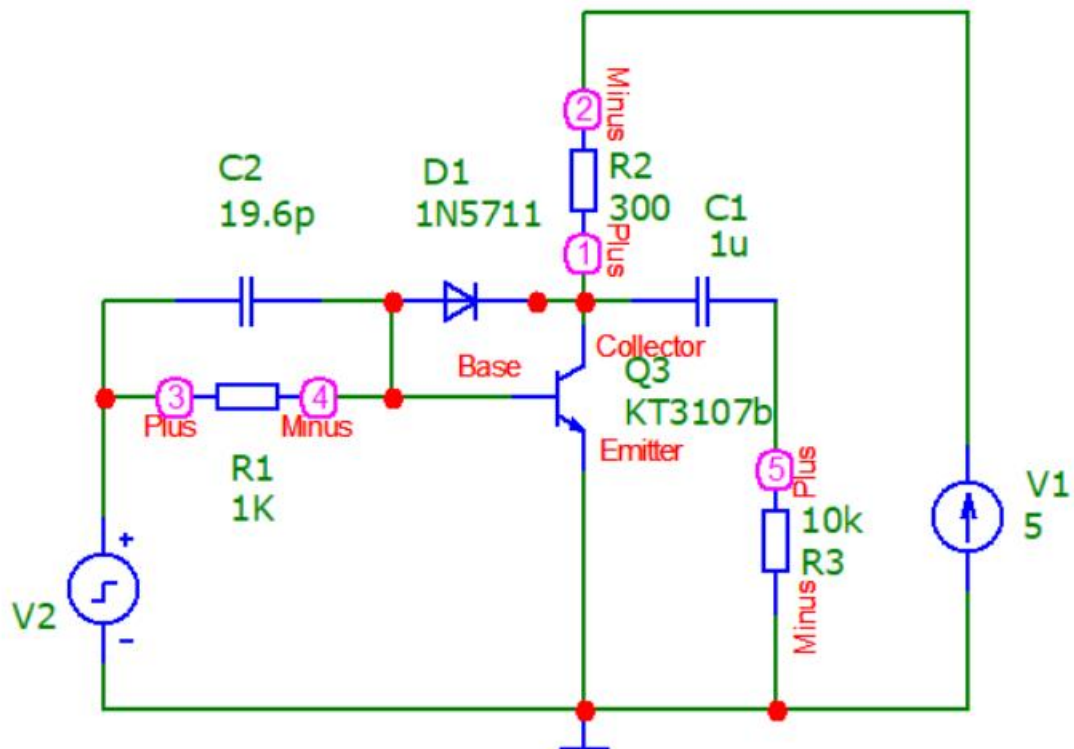 Minus
2
R2
300
Plus
1
C2
19.6p
D1
1N5711
C1
1u
Base
Collector
Q3
KT3107b
Emitter
3
4
Plus
Minus
R1
1K
5
Plus
10k
R3
Minus
V1
5
+
V2
−